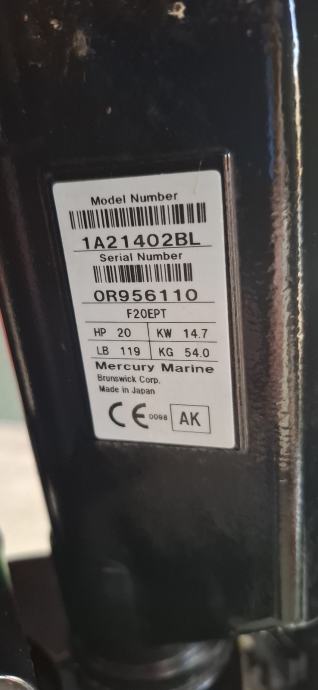 Model Number
1A21402BL
Serial Number
0R956110
F20EPT
HP 20 KW 14.7
LB 119 KG 54.0
Mercury Marine
Brunswick Corp.
Made in Japan
CE 0098 AK